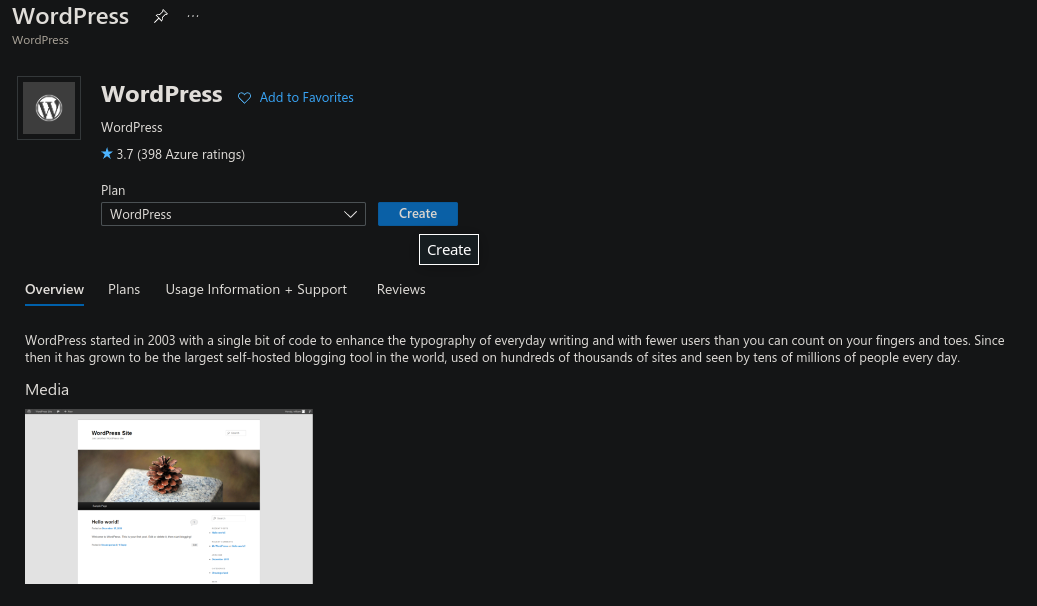 WordPress
WordPress
WordPress Add to Favorites
WordPress
3.7 (398 Azure ratings)
Plan
WordPress Create
Create
Overview Plans Usage Information + Support Reviews
WordPress started in 2003 with a single bit of code to enhance the typography of everyday writing and with fewer users than you can count on your fingers and toes. Since
then it has grown to be the largest self-hosted blogging tool in the world, used on hundreds of thousands of sites and seen by tens of millions of people every day.
Media
WordPress Site
Hello world!